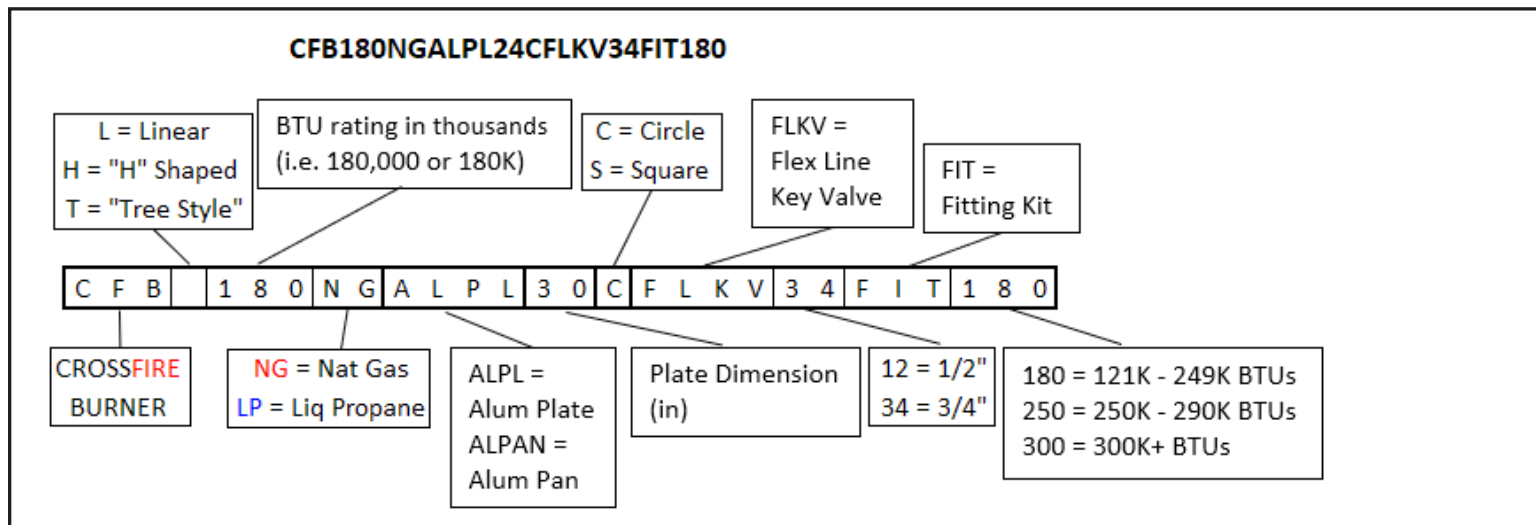 CFB180NGALPL24CFLKV34FIT180
L = Linear
H = "H" Shaped
T = "Tree Style"
BTU rating in thousands
(i.e. 180,000 or 180K)
C = Circle
S = Square
FLKV =
Flex Line
Key Valve
FIT =
Fitting Kit
C F B 1 8 0 N G A L P L 3 0 C F L K V 3 4 F I T 1 8 0
CROSSFIRE
BURNER
NG = Nat Gas
LP = Liq Propane
ALPL =
Alum Plate
ALPAN =
Alum Pan
Plate Dimension
(in)
12 = 1/2"
34 = 3/4"
180 = 121K - 249K BTUs
250 = 250K - 290K BTUs
300 = 300K+ BTUs